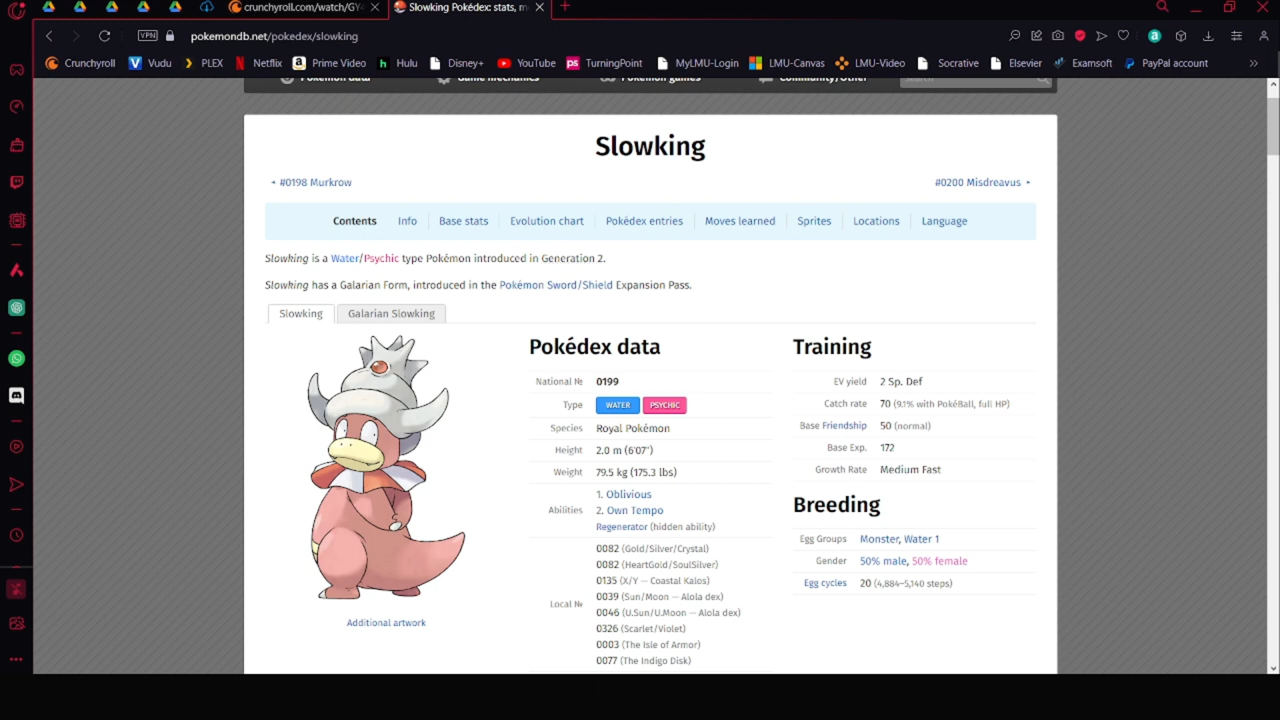 crunchyroll.com/watch/GY
Slowking Pokédex: stats, m
VPN
pokemondb.net/pokedex/slowking
Crunchyroll Vudu PLEX Netflix Prime Video Hulu Disney+ YouTube TurningPoint MyLMU-Login LMU-Canvas LMU-Video Socrative Elsevier Examsoft PayPal account
Pokémon data Game mechanics Pokémon games Community/Other Search
Slowking
#0198 Murkrow #0200 Misdreavus
Contents Info Base stats Evolution chart Pokédex entries Moves learned Sprites Locations Language
Slowking is a Water/Psychic type Pokémon introduced in Generation 2.
Slowking has a Galarian Form, introduced in the Pokémon Sword/Shield Expansion Pass.
Slowking Galarian Slowking
Additional artwork
Pokédex data
National № 0199
Type WATER PSYCHIC
Species Royal Pokémon
Height 2.0 m (6′07″)
Weight 79.5 kg (175.3 lbs)
Abilities 1. Oblivious
2. Own Tempo
Regenerator (hidden ability)
Local № 0082 (Gold/Silver/Crystal)
0082 (HeartGold/SoulSilver)
0135 (X/Y — Coastal Kalos)
0039 (Sun/Moon — Alola dex)
0046 (U.Sun/U.Moon — Alola dex)
0326 (Scarlet/Violet)
0003 (The Isle of Armor)
0077 (The Indigo Disk)
Training
EV yield 2 Sp. Def
Catch rate 70 (9.1% with PokéBall, full HP)
Base Friendship 50 (normal)
Base Exp. 172
Growth Rate Medium Fast
Breeding
Egg Groups Monster, Water 1
Gender 50% male, 50% female
Egg cycles 20 (4,884–5,140 steps)